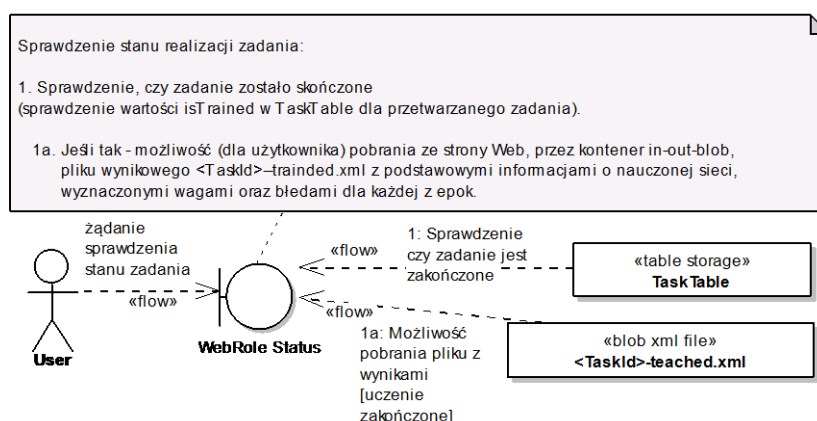 Sprawdzenie stanu realizacji zadania:
1. Sprawdzenie, czy zadanie zostało skończone
(sprawdzenie wartości isTrained w TaskTable dla przetwarzanego zadania).
1a. Jeśli tak - możliwość (dla użytkownika) pobrania ze strony Web, przez kontener in-out-blob,
pliku wynikowego <TaskId>–trainded.xml z podstawowymi informacjami o nauczonej sieci,
wyznaczonymi wagami oraz błędami dla każdej z epok.
żądanie
sprawdzenia
stanu zadania
«flow»
User
WebRole Status
«flow»
1: Sprawdzenie
czy zadanie jest
zakończone
«table storage»
TaskTable
«flow»
1a: Możliwość
pobrania pliku z
wynikami
[uczenie
zakończone]
«blob xml file»
<TaskId>-teached.xml